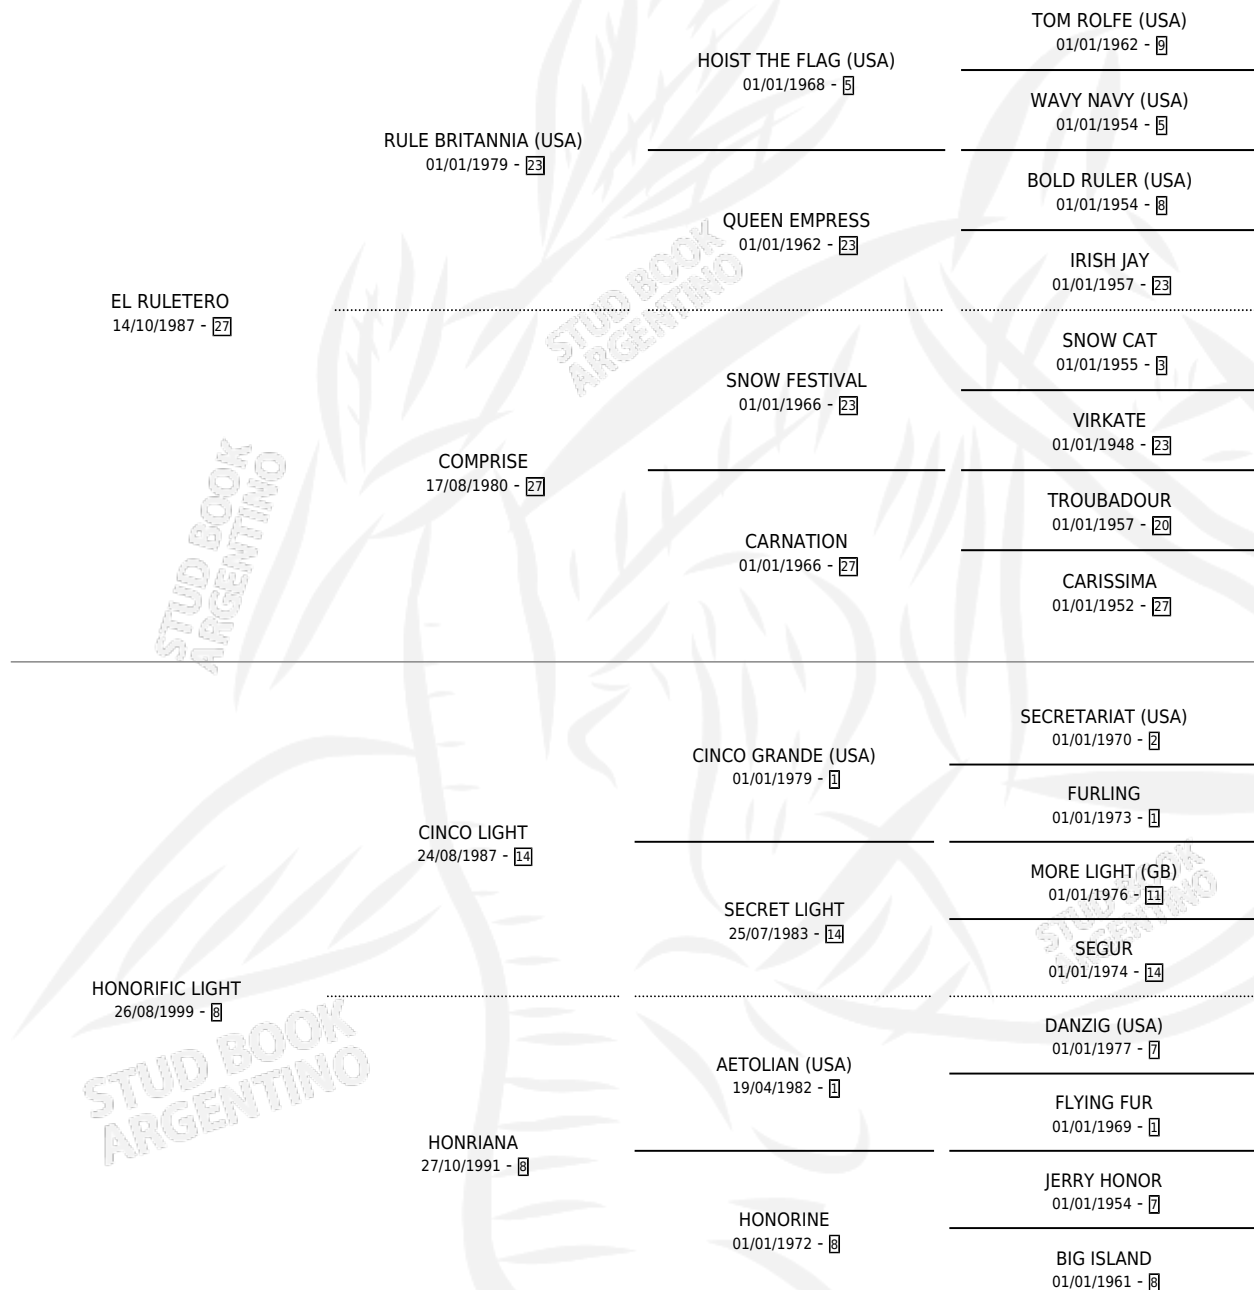 TOM ROLFE (USA)
01/01/1962 - 9
HOIST THE FLAG (USA)
01/01/1968 - 5
WAVY NAVY (USA)
01/01/1954 - 5
RULE BRITANNIA (USA)
01/01/1979 - 23
BOLD RULER (USA)
01/01/1954 - 8
QUEEN EMPRESS
01/01/1962 - 23
IRISH JAY
01/01/1957 - 23
EL RULETERO
14/10/1987 - 27
SNOW CAT
01/01/1955 - 3
SNOW FESTIVAL
01/01/1966 - 23
VIRKATE
01/01/1948 - 23
COMPRISE
17/08/1980 - 27
TROUBADOUR
01/01/1957 - 20
CARNATION
01/01/1966 - 27
CARISSIMA
01/01/1952 - 27
SECRETARIAT (USA)
01/01/1970 - 2
CINCO GRANDE (USA)
01/01/1979 - 1
FURLING
01/01/1973 - 1
CINCO LIGHT
24/08/1987 - 14
MORE LIGHT (GB)
01/01/1976 - 11
SECRET LIGHT
25/07/1983 - 14
SEGUR
01/01/1974 - 14
HONORIFIC LIGHT
26/08/1999 - 8
DANZIG (USA)
01/01/1977 - 7
AETOLIAN (USA)
19/04/1982 - 1
FLYING FUR
01/01/1969 - 1
HONRIANA
27/10/1991 - 8
JERRY HONOR
01/01/1954 - 7
HONORINE
01/01/1972 - 8
BIG ISLAND
01/01/1961 - 8
STUD BOOK
ARGENTINO
STUD BOOK
ARGENTINO
STUD BOOK
ARGENTINO
STUD BOOK
ARGENTINO